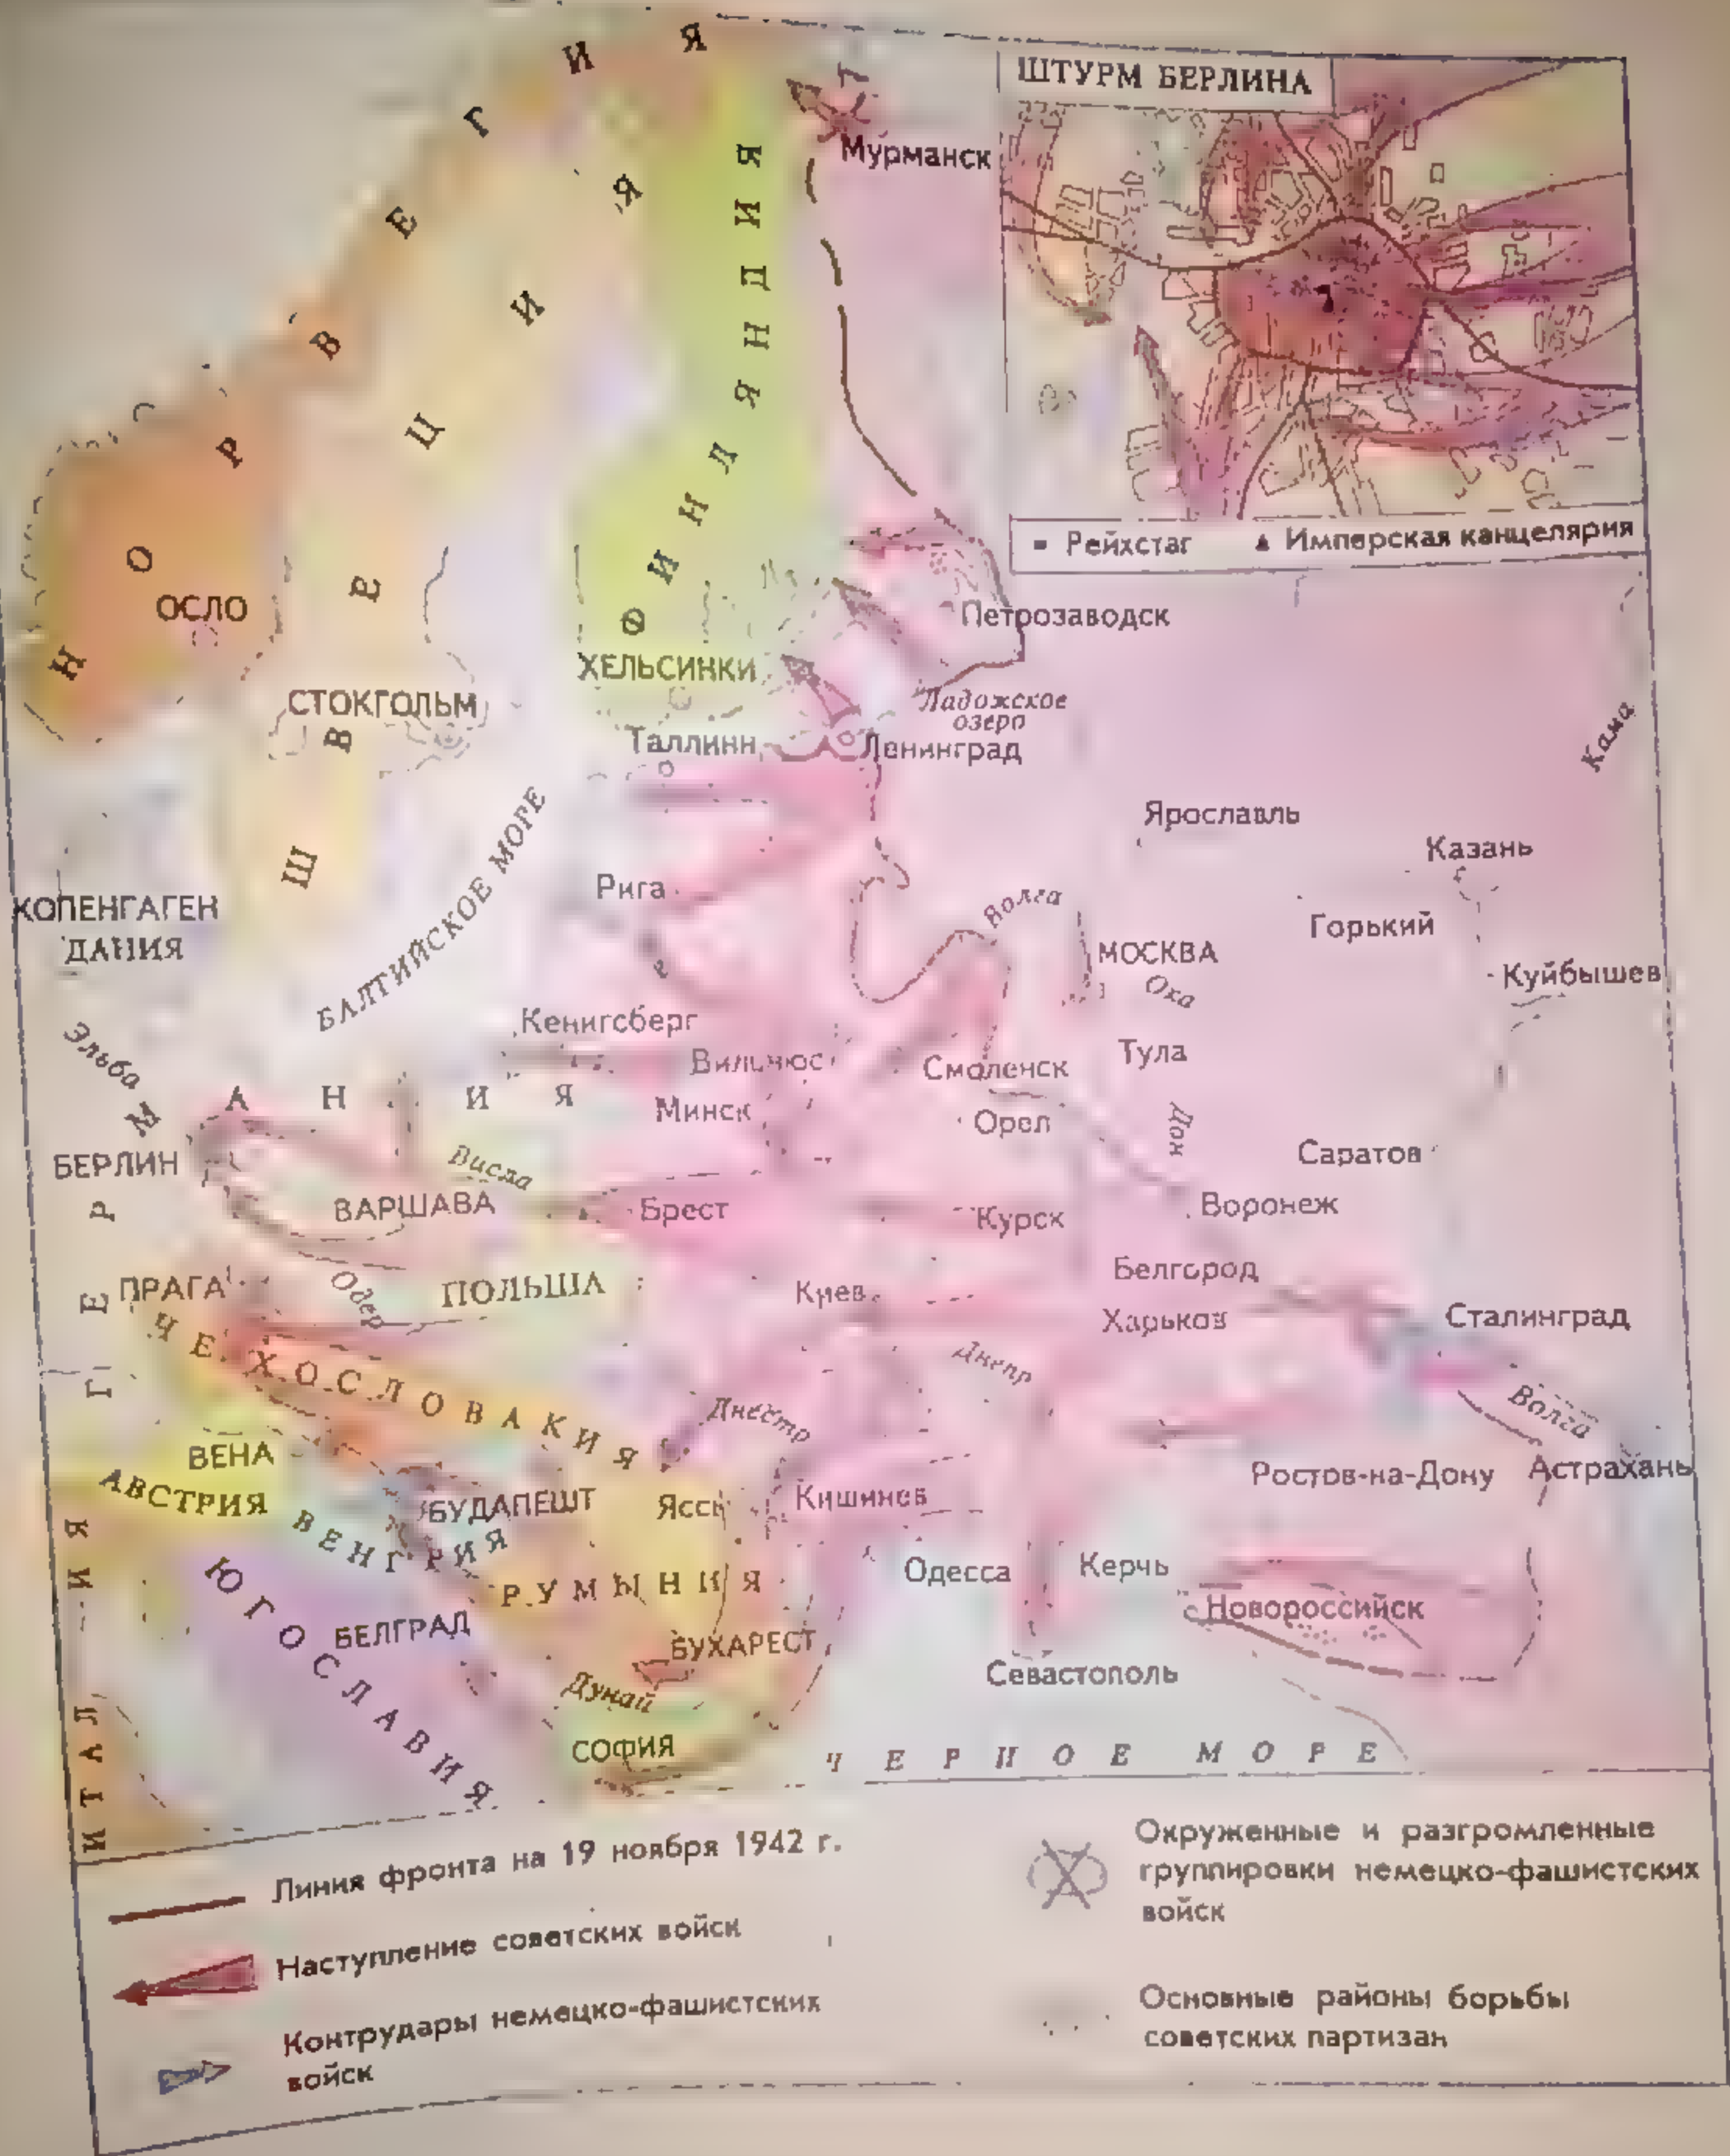 НОРВЕГИЯ
ШВЕЦИЯ
ФИНЛЯНДИЯ
Мурманск
ШТУРМ БЕРЛИНА
Рейхстаг
Имперская канцелярия
ОСЛО
СТОКГОЛЬМ
ХЕЛЬСИНКИ
Петрозаводск
Ладожское
озеро
Таллинн
Ленинград
Кама
Ярославль
Казань
Рига
Волга
Горький
КОПЕНГАГЕН
ДАНИЯ
БАЛТИЙСКОЕ МОРЕ
МОСКВА
Ока
Куйбышев
Кенигсберг
Вильнюс
Смоленск
Тула
Эльба
ГЕРМАНИЯ
Минск
Орел
Дон
Саратов
БЕРЛИН
Висла
ВАРШАВА
Брест
Курск
Воронеж
ПРАГА
Одер
ПОЛЬША
Киев
Белгород
Харьков
Сталинград
ЧЕХОСЛОВАКИЯ
Днепр
Днестр
Волга
ВЕНА
АВСТРИЯ
ВЕНГРИЯ
БУДАПЕШТ
Яссы
Кишинев
Ростов-на-Дону
Астрахань
ИТАЛИЯ
ЮГОСЛАВИЯ
БЕЛГРАД
РУМЫНИЯ
БУХАРЕСТ
Одесса
Керчь
Новороссийск
Севастополь
Дунай
СОФИЯ
ЧЕРНОЕ МОРЕ
Линия фронта на 19 ноября 1942 г.
Наступление советских войск
Контрудары немецко-фашистских
войск
Окруженные и разгромленные
группировки немецко-фашистских
войск
Основные районы борьбы
советских партизан